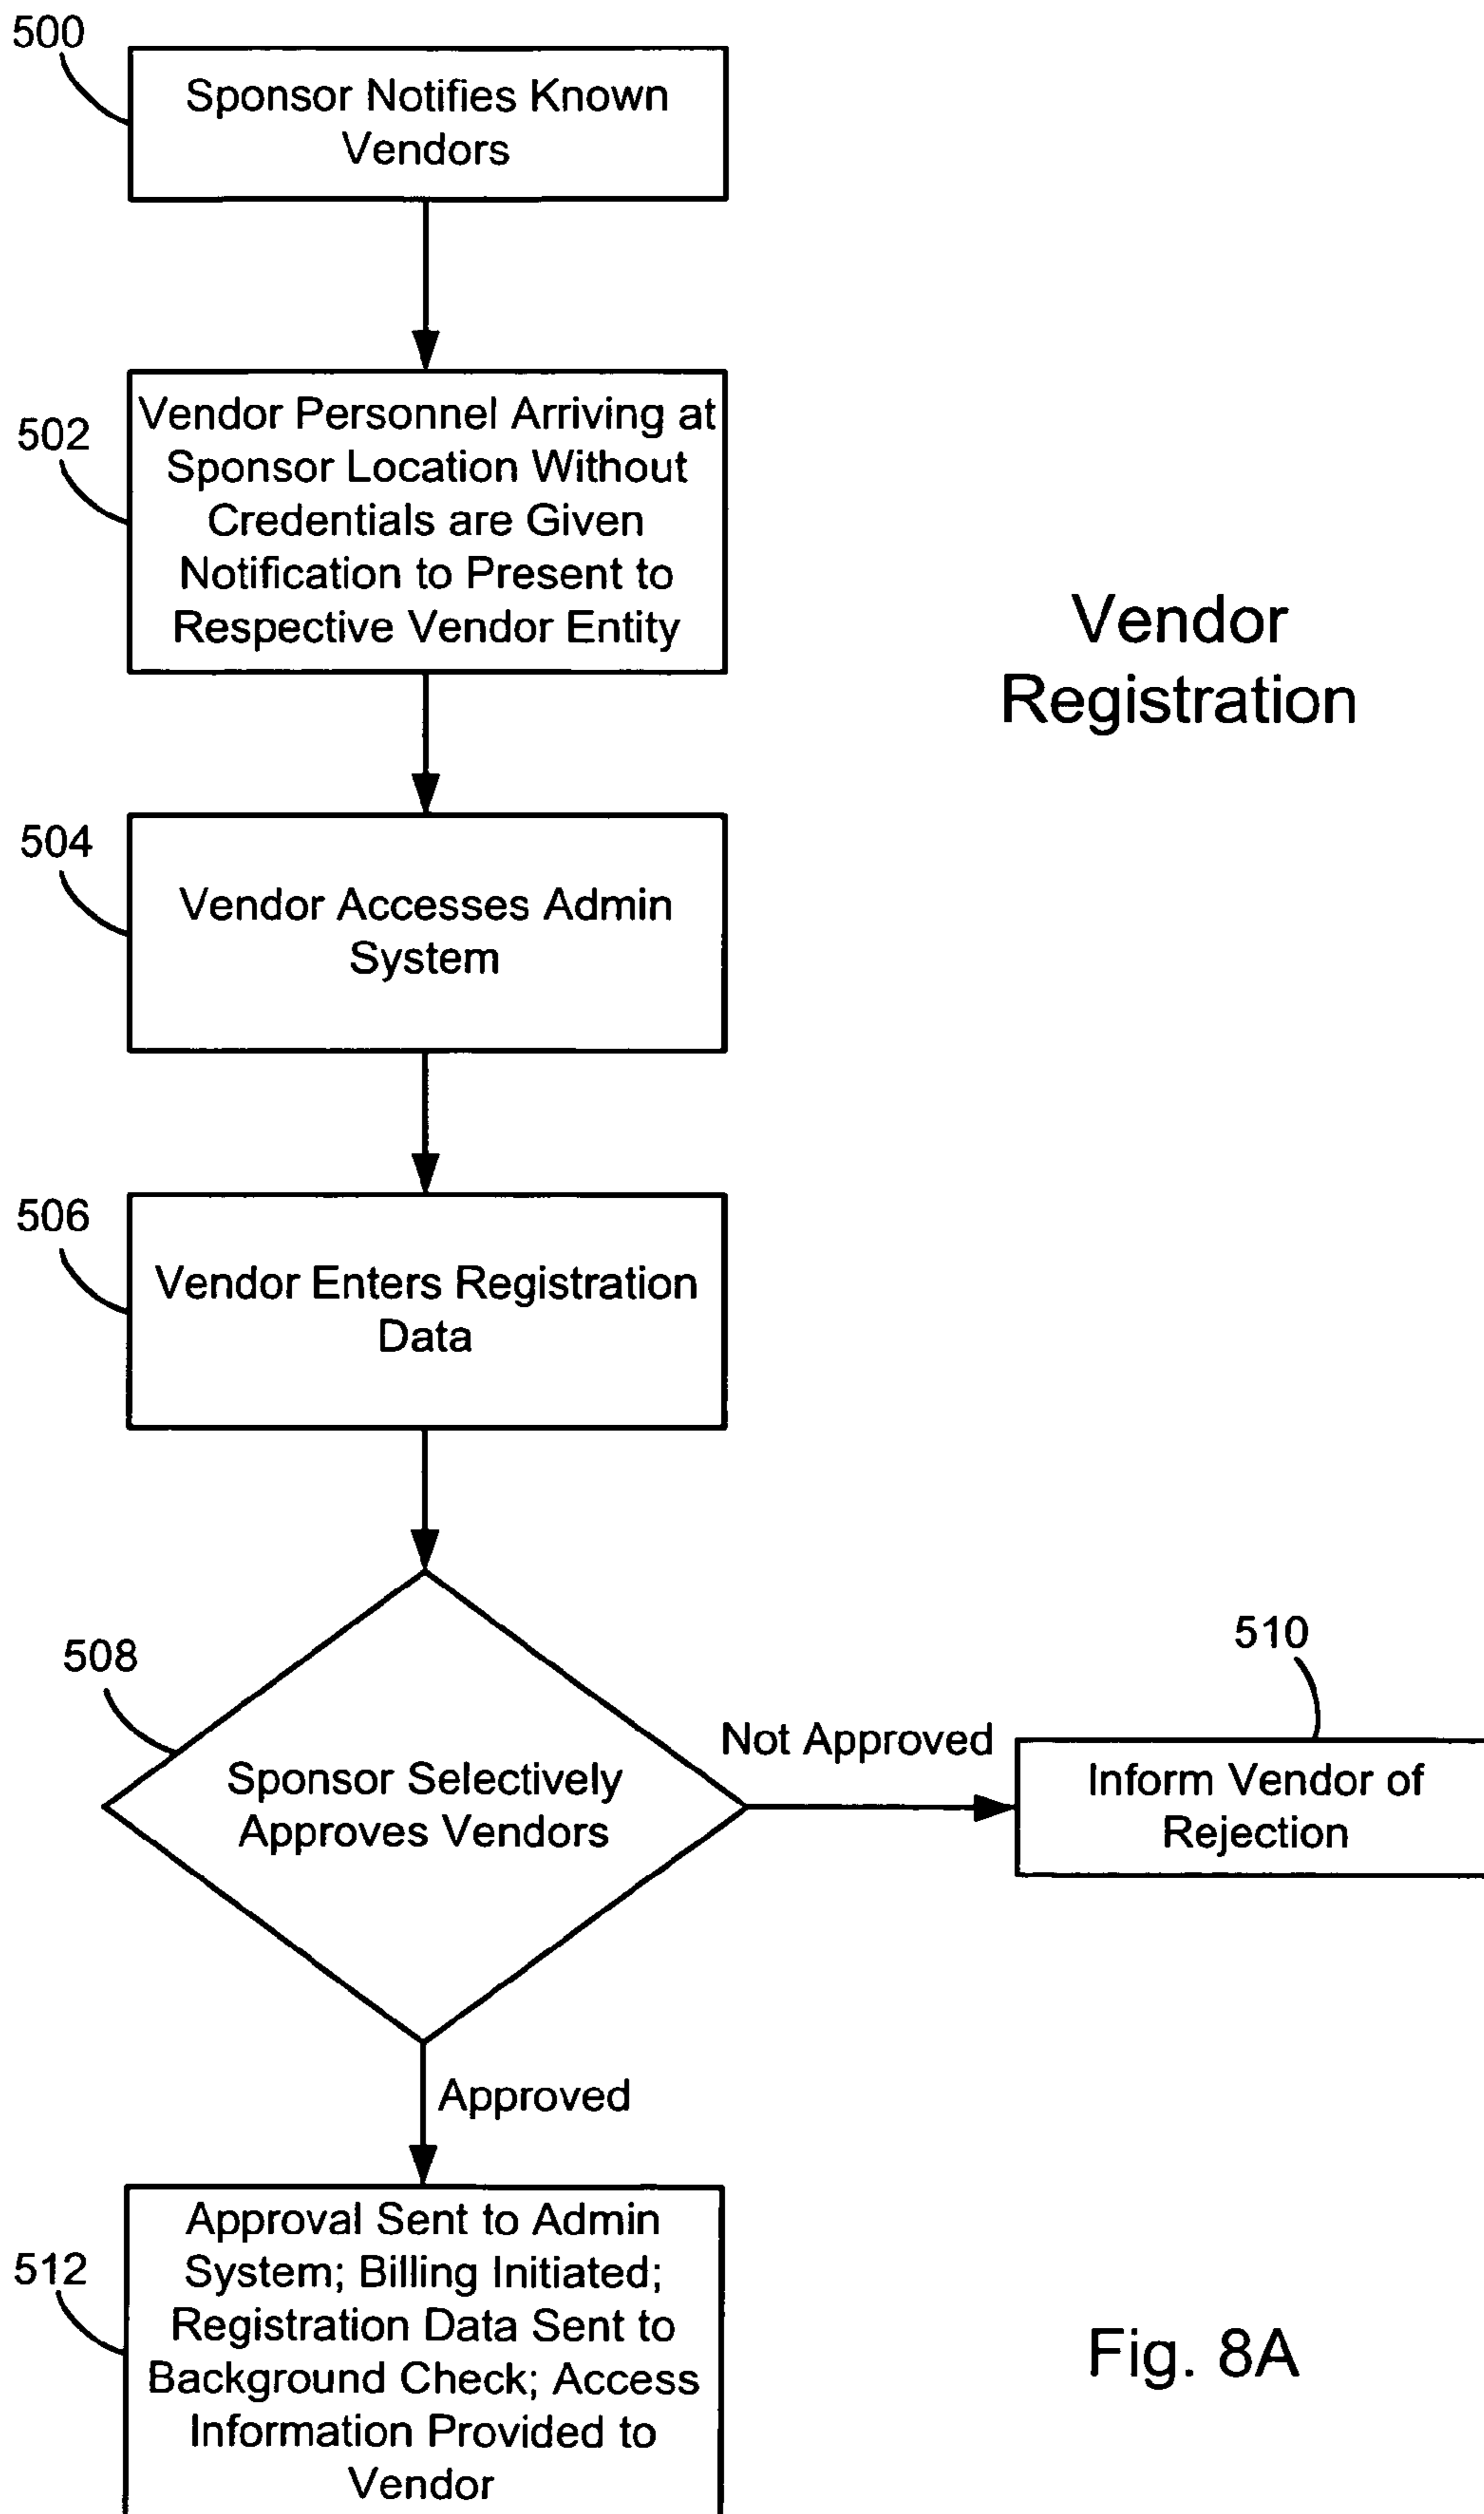 500
Sponsor Notifies Known
Vendors
502
Vendor Personnel Arriving at
Sponsor Location Without
Credentials are Given
Notification to Present to
Respective Vendor Entity
Vendor
Registration
504
Vendor Accesses Admin
System
506
Vendor Enters Registration
Data
508
Sponsor Selectively
Approves Vendors
Not Approved
510
Inform Vendor of
Rejection
Approved
512
Approval Sent to Admin
System; Billing Initiated;
Registration Data Sent to
Background Check; Access
Information Provided to
Vendor
Fig. 8A